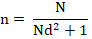 n = N / (Nd² + 1)